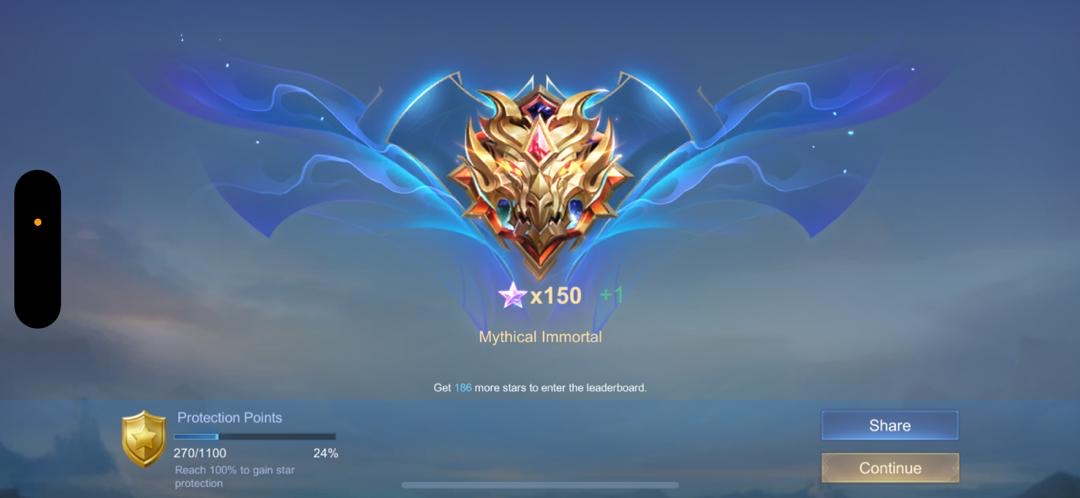 x150 +1
Mythical Immortal
Get 186 more stars to enter the leaderboard.
Protection Points
270/1100 24%
Reach 100% to gain star
protection
Share
Continue